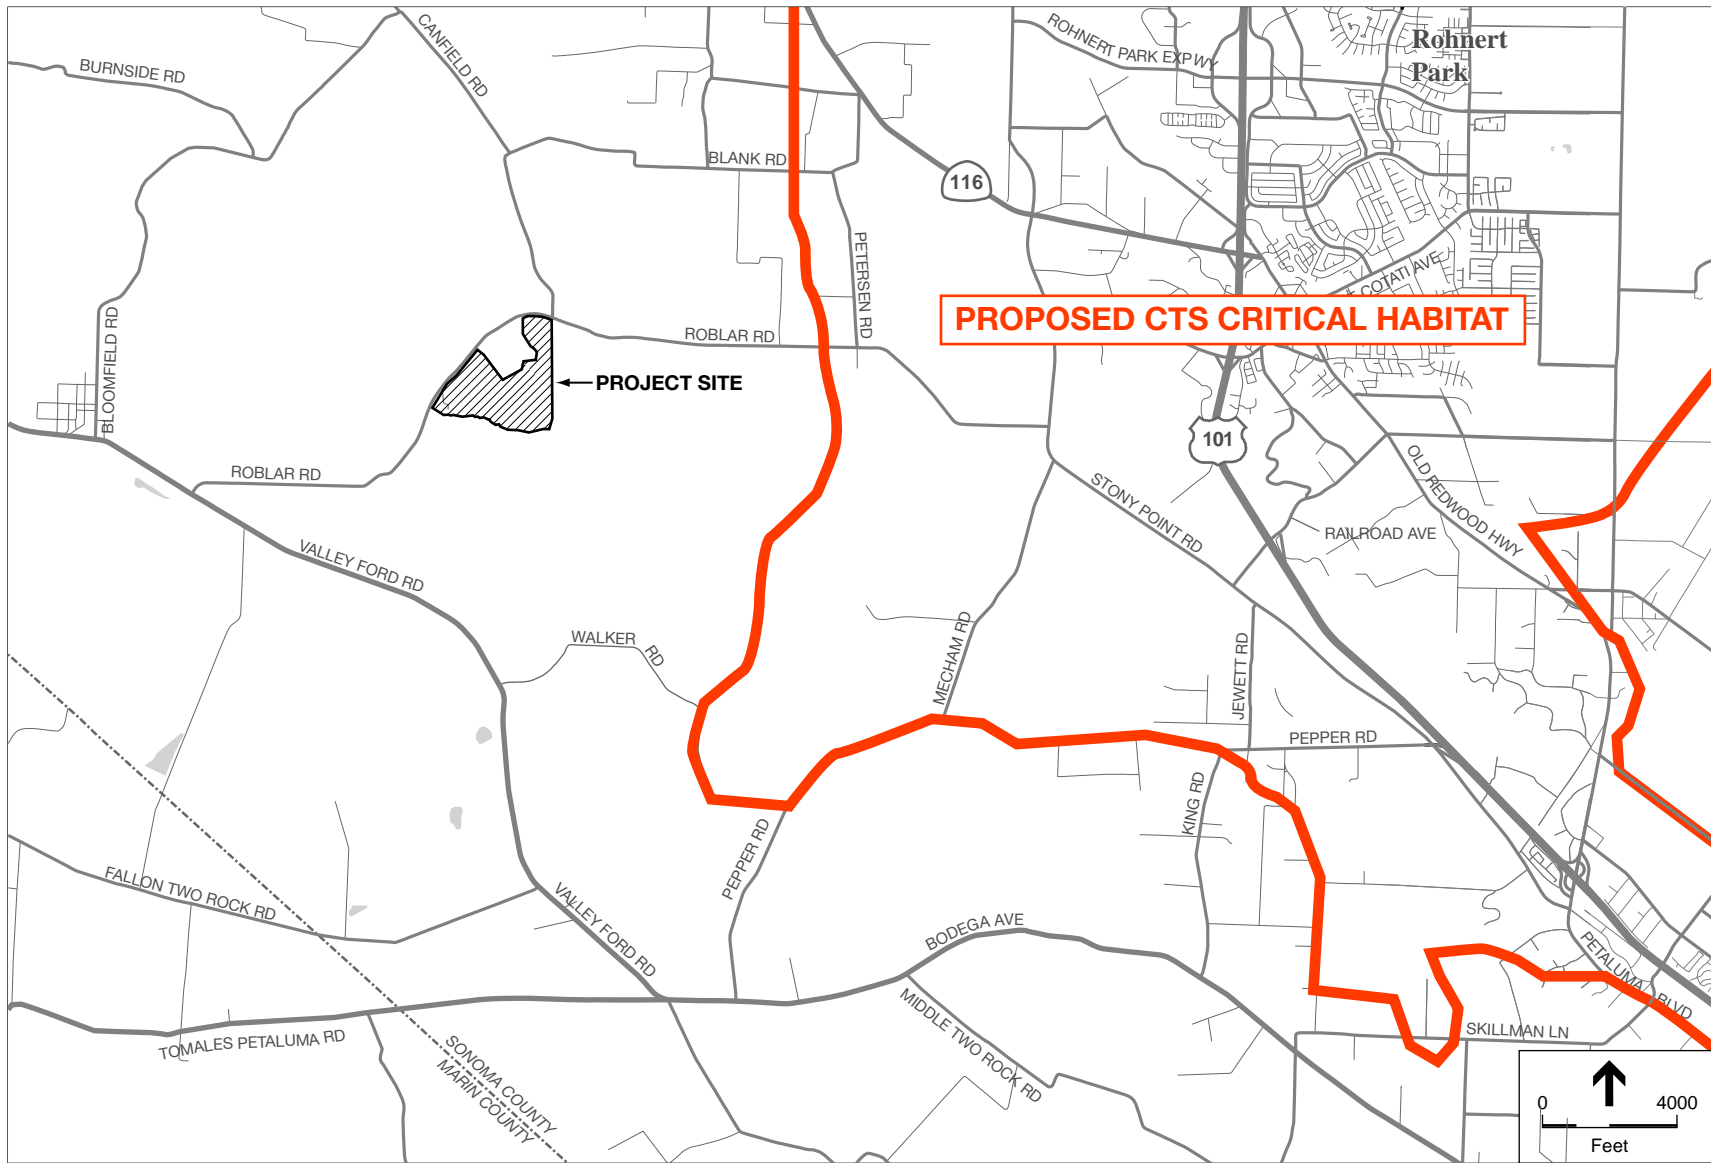 CANFIELD RD
ROHNERT PARK EXPWY
Rohnert
Park
BURNSIDE RD
BLANK RD
116
PETERSEN RD
COTATI AVE
BLOOMFIELD RD
PROPOSED CTS CRITICAL HABITAT
ROBLAR RD
PROJECT SITE
101
ROBLAR RD
STONY POINT RD
OLD REDWOOD HWY
RAILROAD AVE
VALLEY FORD RD
WALKER RD
MECHAM RD
JEWETT RD
PEPPER RD
KING RD
PEPPER RD
FALLON TWO ROCK RD
VALLEY FORD RD
BODEGA AVE
PETALUMA BLVD
MIDDLE TWO ROCK RD
SKILLMAN LN
TOMALES PETALUMA RD
SONOMA COUNTY
MARIN COUNTY
0 4000
Feet